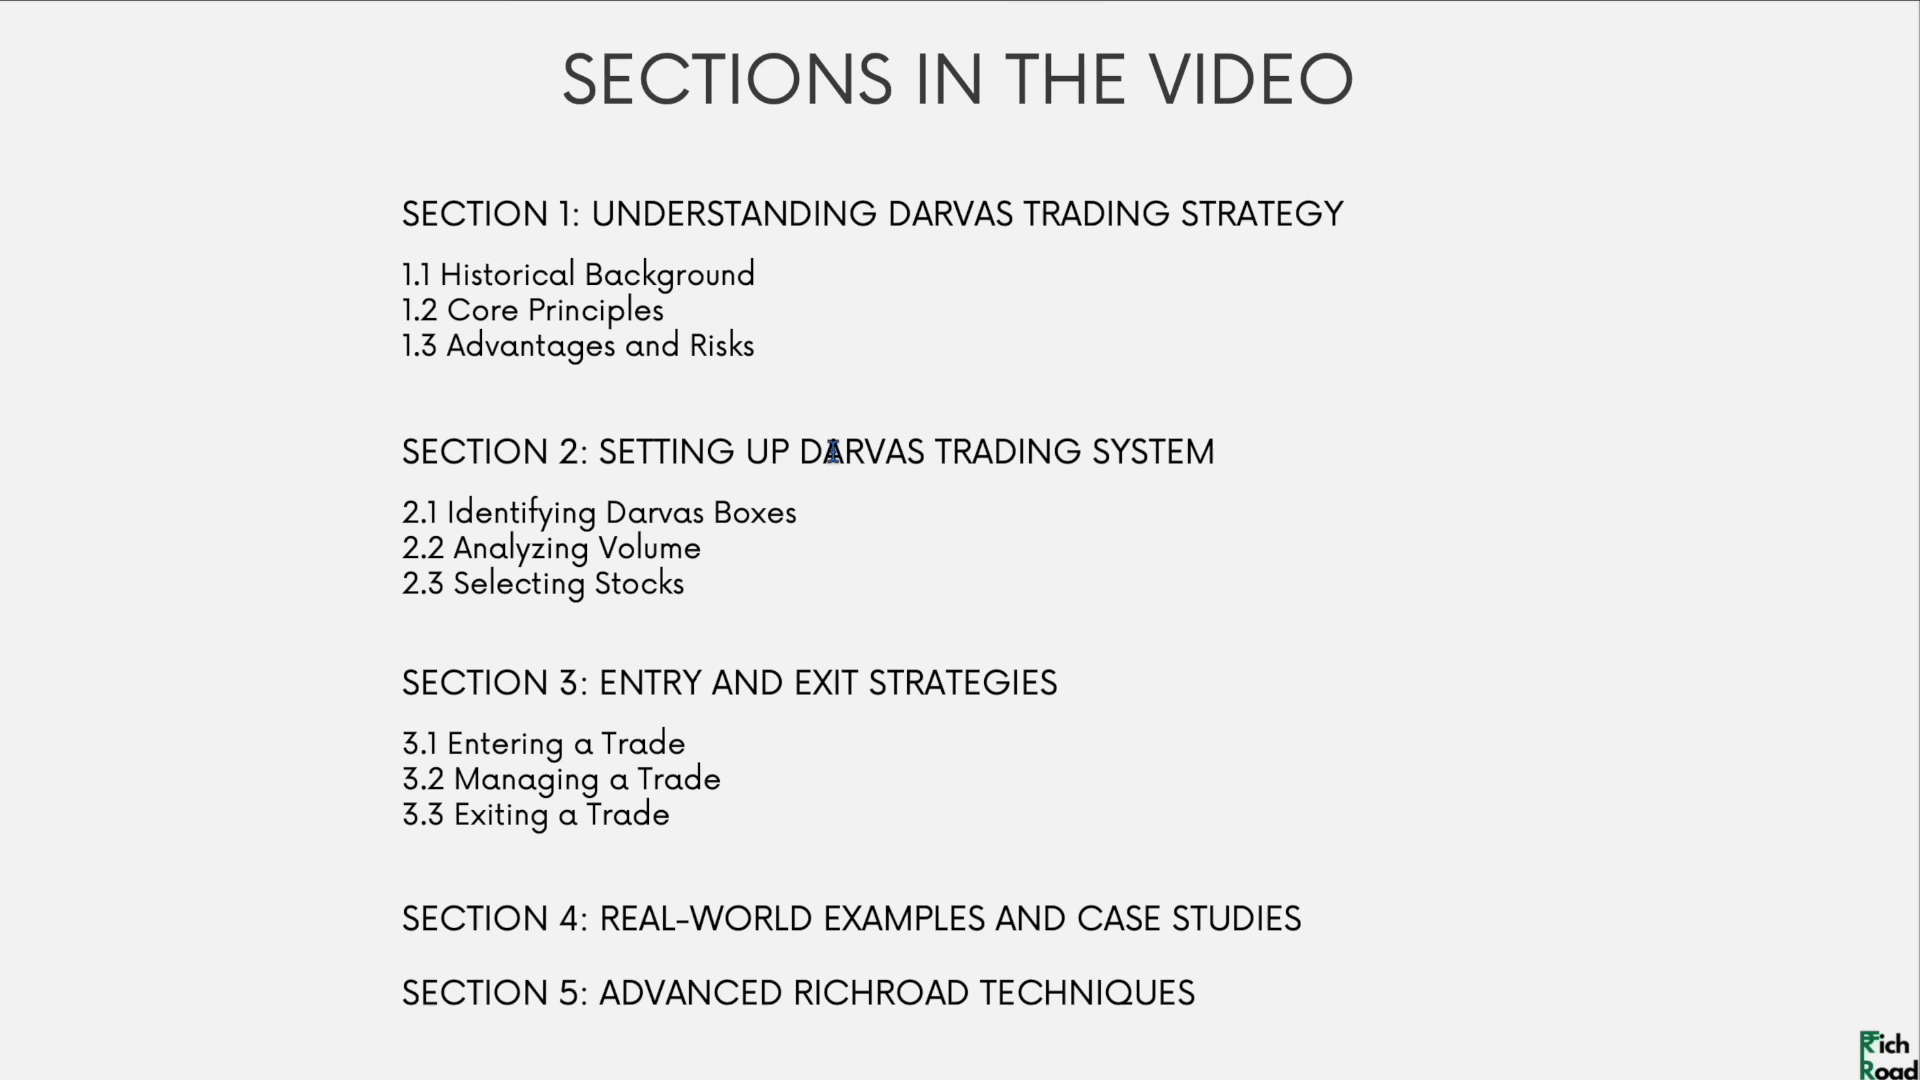 SECTIONS IN THE VIDEO
SECTION 1: UNDERSTANDING DARVAS TRADING STRATEGY
1.1 Historical Background
1.2 Core Principles
1.3 Advantages and Risks
SECTION 2: SETTING UP DARVAS TRADING SYSTEM
2.1 Identifying Darvas Boxes
2.2 Analyzing Volume
2.3 Selecting Stocks
SECTION 3: ENTRY AND EXIT STRATEGIES
3.1 Entering a Trade
3.2 Managing a Trade
3.3 Exiting a Trade
SECTION 4: REAL-WORLD EXAMPLES AND CASE STUDIES
SECTION 5: ADVANCED RICHROAD TECHNIQUES
₹ich
Road